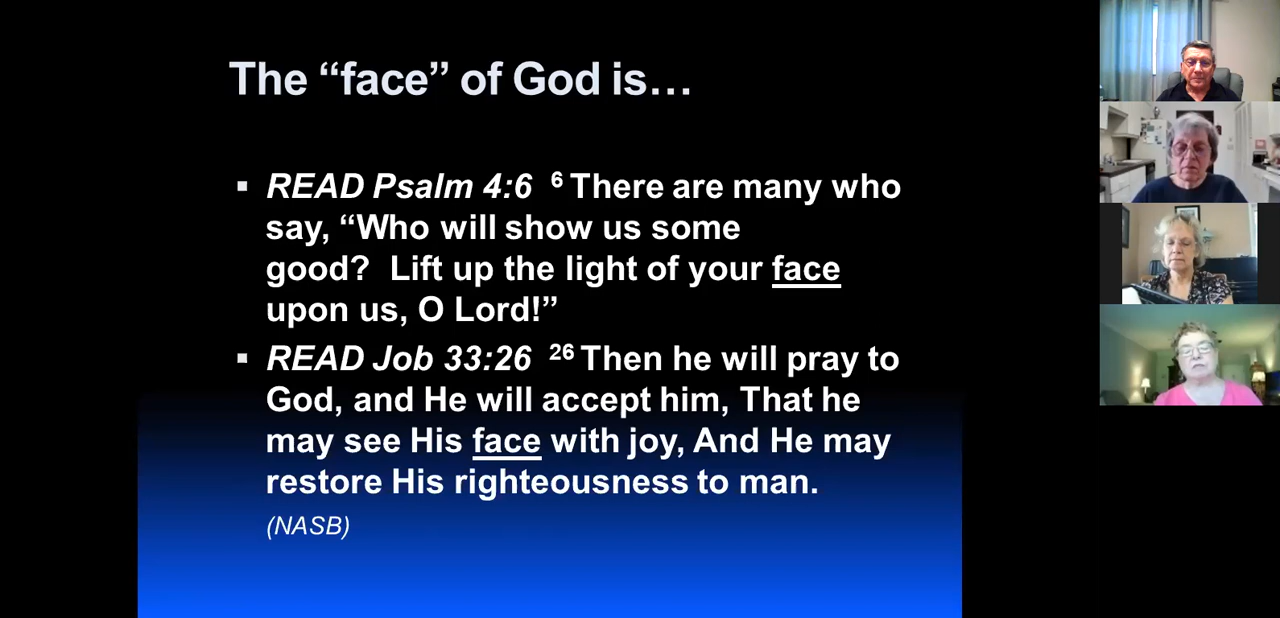 The “face” of God is…
▪ READ Psalm 4:6 ⁶ There are many who
say, “Who will show us some
good? Lift up the light of your face
upon us, O Lord!”
▪ READ Job 33:26 ²⁶ Then he will pray to
God, and He will accept him, That he
may see His face with joy, And He may
restore His righteousness to man.
(NASB)